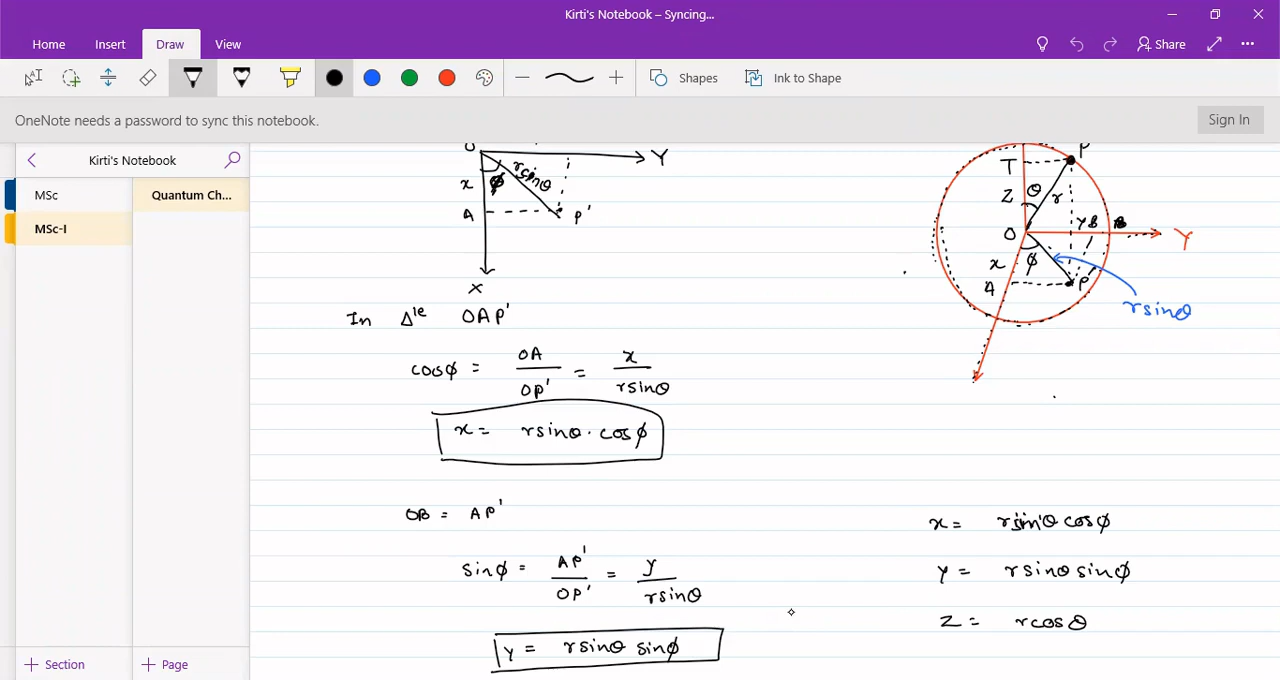 Kirti's Notebook – Syncing...
Home Insert Draw View
Share
Shapes Ink to Shape
OneNote needs a password to sync this notebook.
Sign In
Kirti's Notebook
MSc
MSc-I
Quantum Ch...
Section
Page
O
Y
x
ϕ
rsinθ
A
P'
X
In Δle OAP'
cosϕ = OA / OP' = x / rsinθ
x = rsinθ · cosϕ
OB = AP'
sinϕ = AP' / OP' = y / rsinθ
y = rsinθ sinϕ
P
T
θ
Z
r
O
y B
Y
x
ϕ
A
P'
rsinθ
x = rsinθ cosϕ
y = rsinθ sinϕ
Z = rcosθ